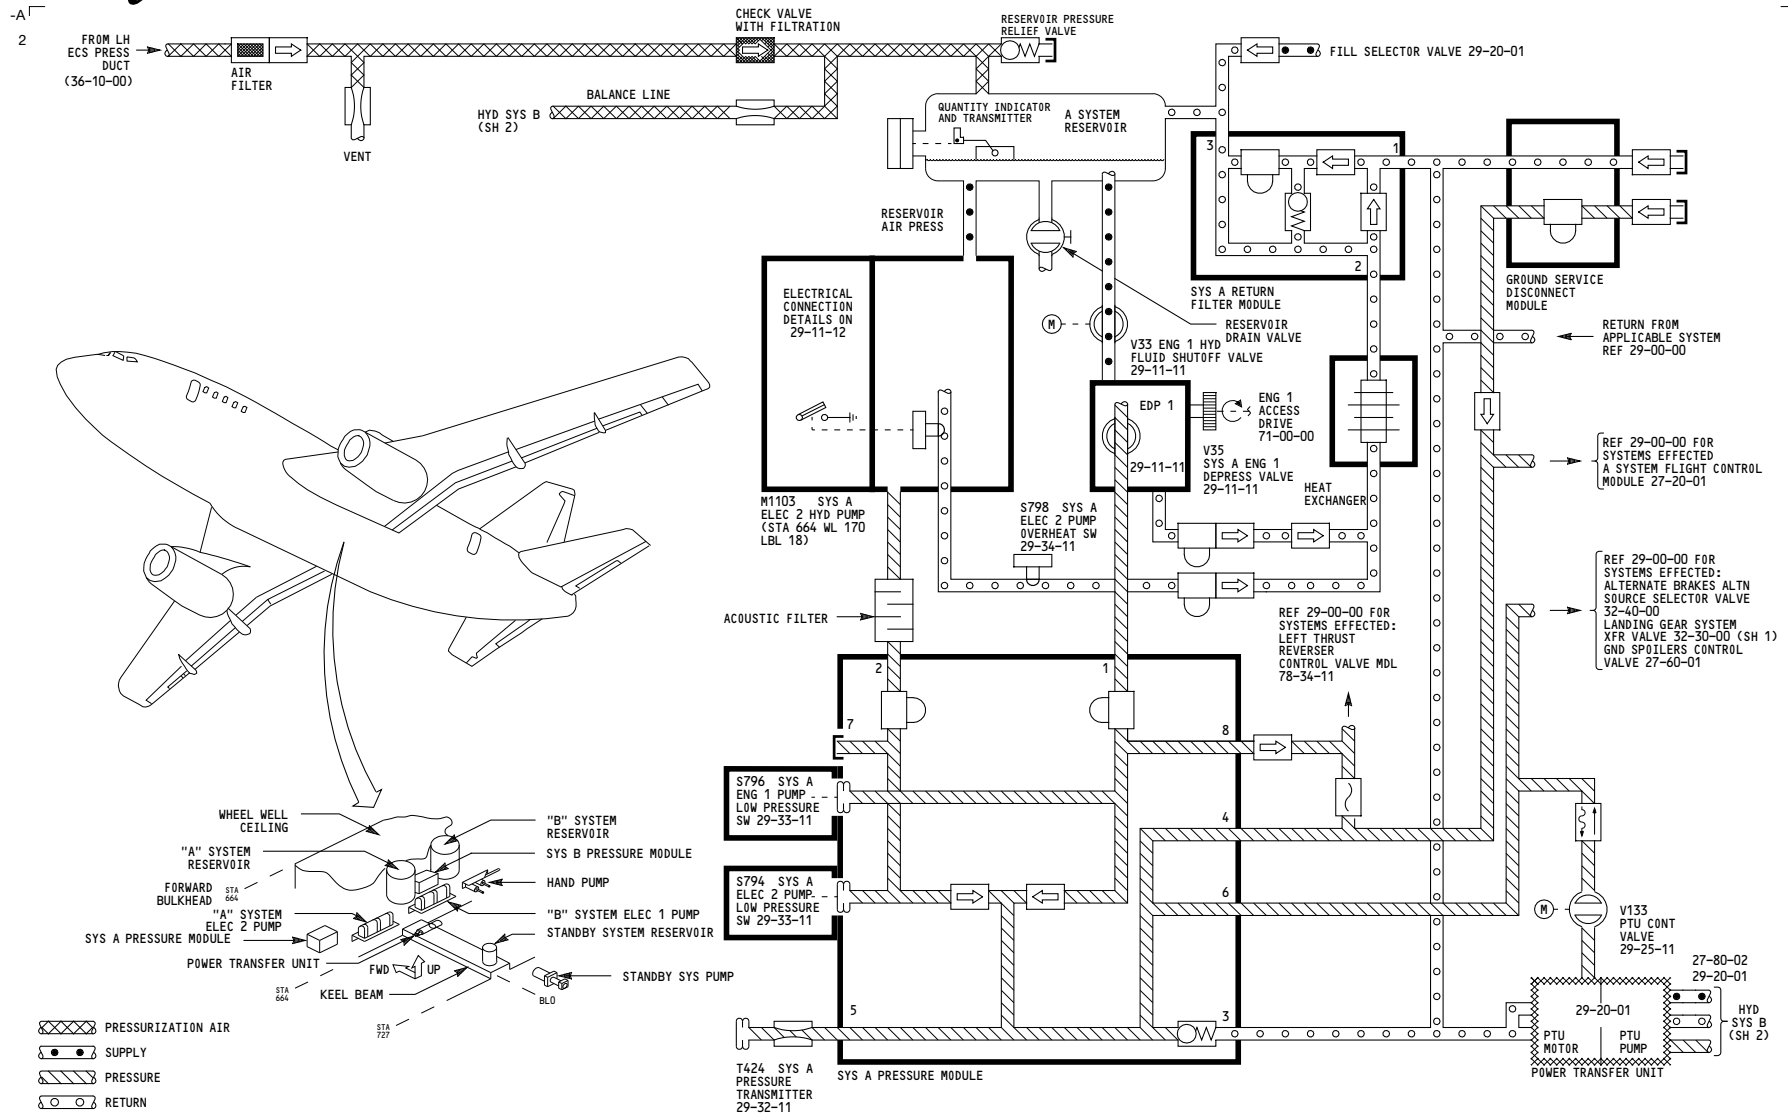 -A
2
FROM LH
ECS PRESS
DUCT
(36-10-00)
AIR
FILTER
VENT
CHECK VALVE
WITH FILTRATION
BALANCE LINE
HYD SYS B
(SH 2)
RESERVOIR PRESSURE
RELIEF VALVE
FILL SELECTOR VALVE 29-20-01
QUANTITY INDICATOR
AND TRANSMITTER
A SYSTEM
RESERVOIR
3
1
2
SYS A RETURN
FILTER MODULE
GROUND SERVICE
DISCONNECT
MODULE
RESERVOIR
AIR PRESS
ELECTRICAL
CONNECTION
DETAILS ON
29-11-12
M
RESERVOIR
DRAIN VALVE
V33 ENG 1 HYD
FLUID SHUTOFF VALVE
29-11-11
RETURN FROM
APPLICABLE SYSTEM
REF 29-00-00
EDP 1
29-11-11
ENG 1
ACCESS
DRIVE
71-00-00
V35
SYS A ENG 1
DEPRESS VALVE
29-11-11
HEAT
EXCHANGER
REF 29-00-00 FOR
SYSTEMS EFFECTED
A SYSTEM FLIGHT CONTROL
MODULE 27-20-01
M1103 SYS A
ELEC 2 HYD PUMP
(STA 664 WL 170
LBL 18)
S798 SYS A
ELEC 2 PUMP
OVERHEAT SW
29-34-11
ACOUSTIC FILTER
REF 29-00-00 FOR
SYSTEMS EFFECTED:
LEFT THRUST
REVERSER
CONTROL VALVE MDL
78-34-11
REF 29-00-00 FOR
SYSTEMS EFFECTED:
ALTERNATE BRAKES ALTN
SOURCE SELECTOR VALVE
32-40-00
LANDING GEAR SYSTEM
XFR VALVE 32-30-00 (SH 1)
GND SPOILERS CONTROL
VALVE 27-60-01
2
1
7
8
4
6
5
3
S796 SYS A
ENG 1 PUMP
LOW PRESSURE
SW 29-33-11
S794 SYS A
ELEC 2 PUMP
LOW PRESSURE
SW 29-33-11
T424 SYS A
PRESSURE
TRANSMITTER
29-32-11
SYS A PRESSURE MODULE
M
V133
PTU CONT
VALVE
29-25-11
27-80-02
29-20-01
29-20-01
PTU
MOTOR
PTU
PUMP
POWER TRANSFER UNIT
HYD
SYS B
(SH 2)
WHEEL WELL
CEILING
"A" SYSTEM
RESERVOIR
FORWARD
BULKHEAD
STA
664
"A" SYSTEM
ELEC 2 PUMP
SYS A PRESSURE MODULE
POWER TRANSFER UNIT
FWD
UP
STA
664
KEEL BEAM
STA
727
BL0
"B" SYSTEM
RESERVOIR
SYS B PRESSURE MODULE
HAND PUMP
"B" SYSTEM ELEC 1 PUMP
STANDBY SYSTEM RESERVOIR
STANDBY SYS PUMP
PRESSURIZATION AIR
SUPPLY
PRESSURE
RETURN